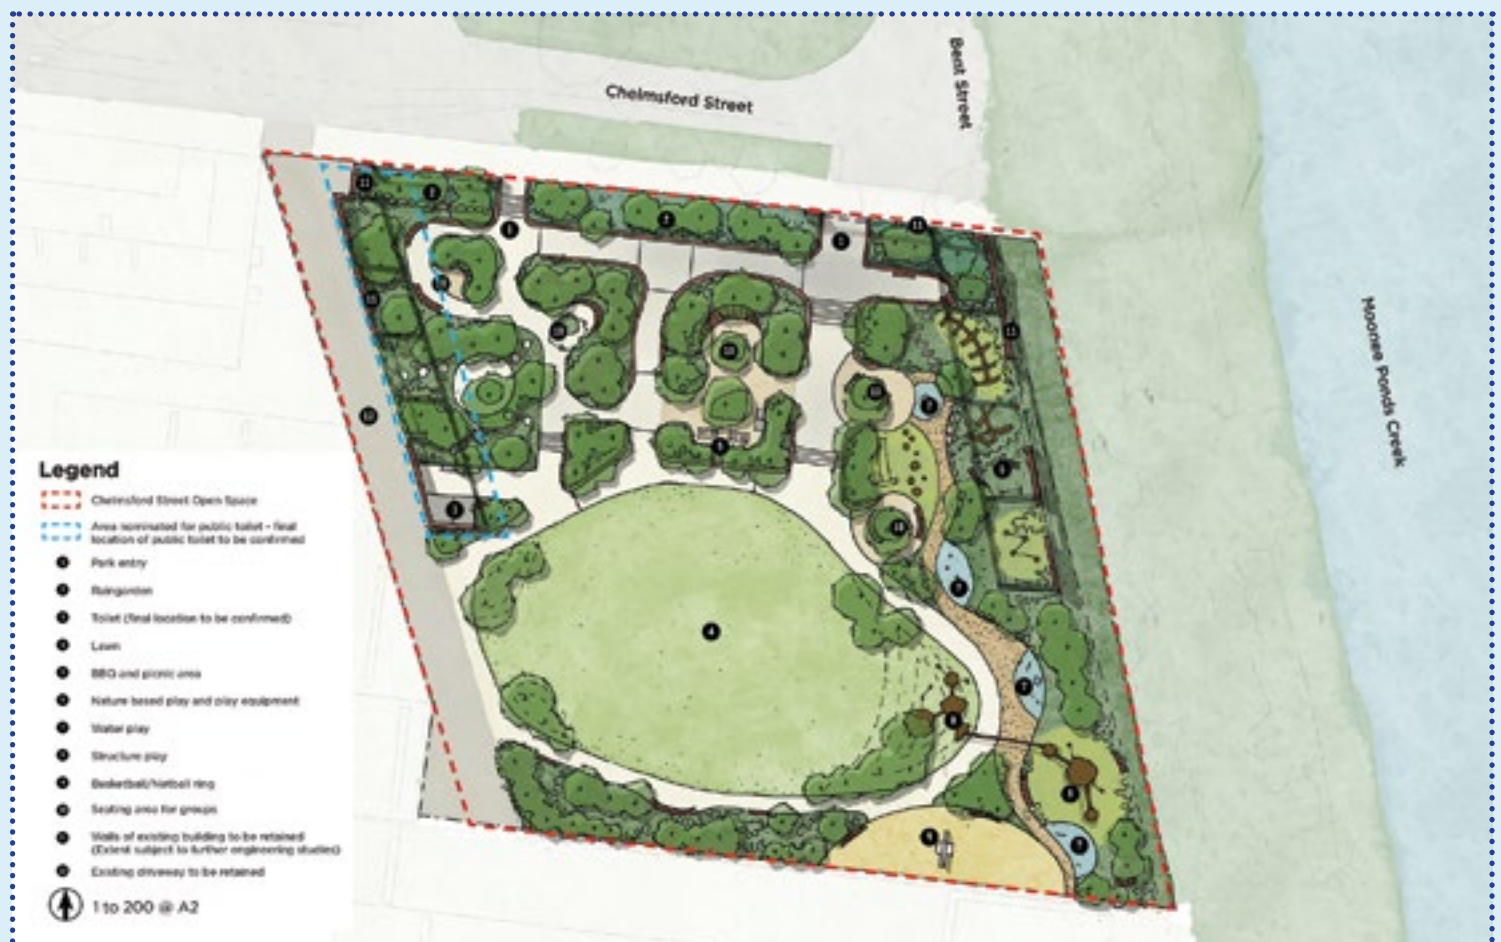 Chelmsford Street
Bent Street
Moonee Ponds Creek
Legend
Chelmsford Street Open Space
Area nominated for public toilet – final
location of public toilet to be confirmed
Park entry
Raingarden
Toilet (final location to be confirmed)
Lawn
BBQ and picnic area
Nature based play and play equipment
Water play
Structure play
Basketball/Netball ring
Seating area for groups
Walls of existing building to be retained
(Extent subject to further engineering studies)
Existing driveway to be retained
1 to 200 @ A2